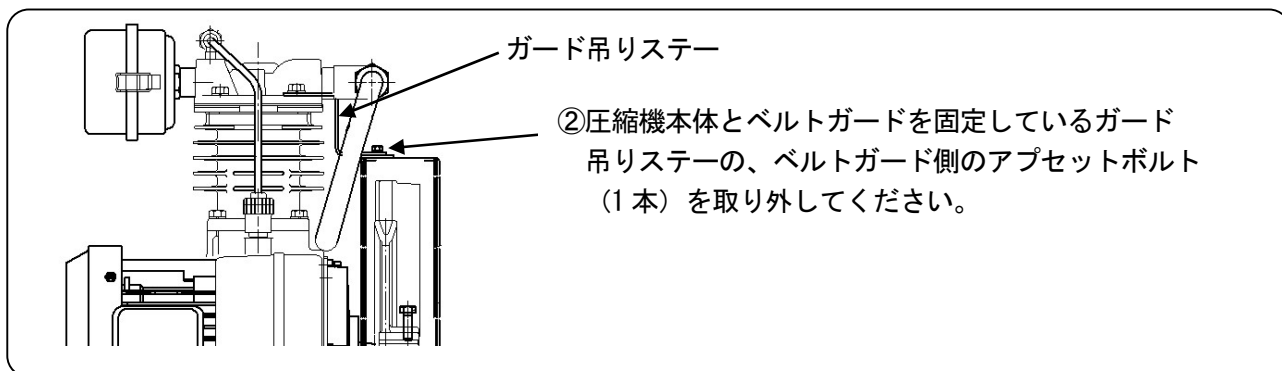 ガード吊りステー
②圧縮機本体とベルトガードを固定しているガード
吊りステーの、ベルトガード側のアプセットボルト
（1本）を取り外してください。